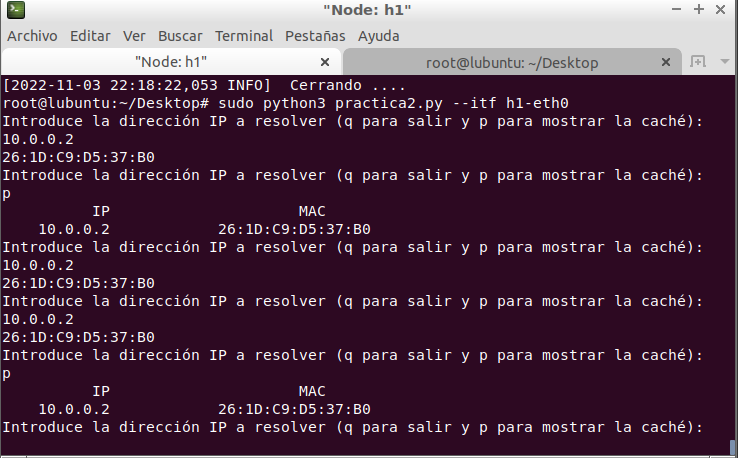 "Node: h1"
Archivo Editar Ver Buscar Terminal Pestañas Ayuda
"Node: h1" root@lubuntu: ~/Desktop
[2022-11-03 22:18:22,053 INFO] Cerrando ....
root@lubuntu:~/Desktop# sudo python3 practica2.py --itf h1-eth0
Introduce la dirección IP a resolver (q para salir y p para mostrar la caché):
10.0.0.2
26:1D:C9:D5:37:B0
Introduce la dirección IP a resolver (q para salir y p para mostrar la caché):
p
IP MAC
10.0.0.2 26:1D:C9:D5:37:B0
Introduce la dirección IP a resolver (q para salir y p para mostrar la caché):
10.0.0.2
26:1D:C9:D5:37:B0
Introduce la dirección IP a resolver (q para salir y p para mostrar la caché):
10.0.0.2
26:1D:C9:D5:37:B0
Introduce la dirección IP a resolver (q para salir y p para mostrar la caché):
p
IP MAC
10.0.0.2 26:1D:C9:D5:37:B0
Introduce la dirección IP a resolver (q para salir y p para mostrar la caché):